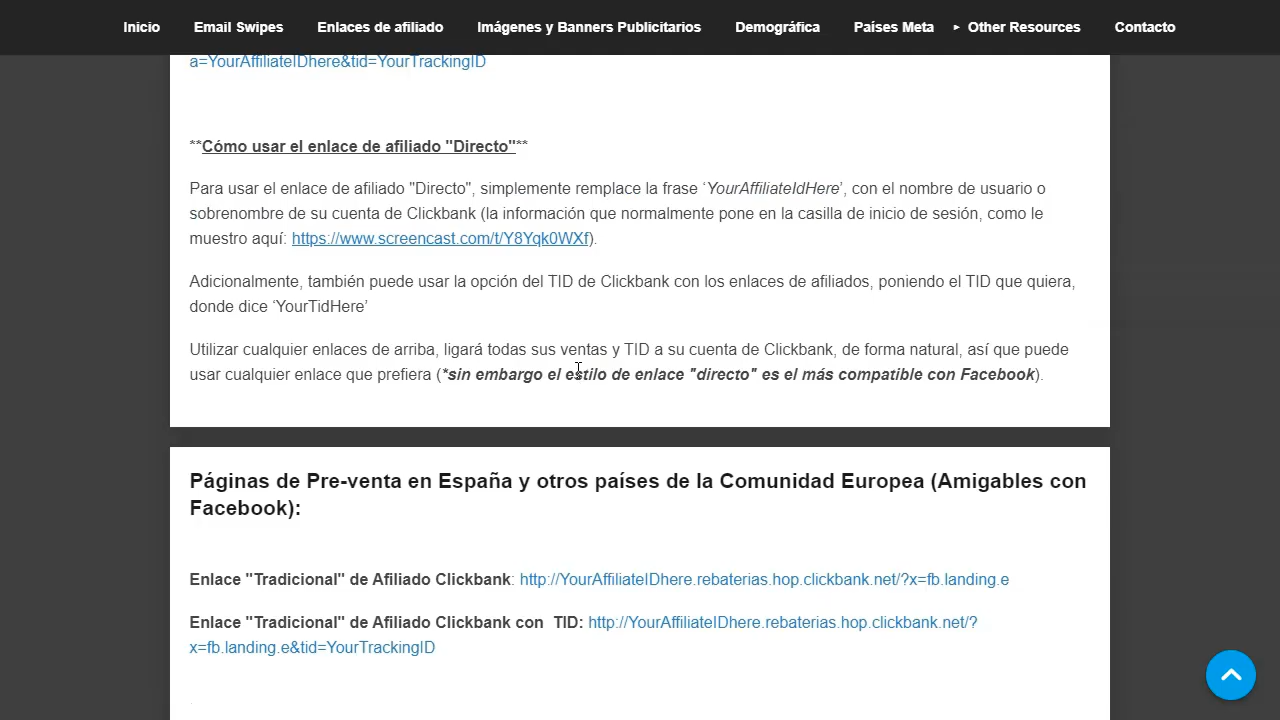 Inicio Email Swipes Enlaces de afiliado Imágenes y Banners Publicitarios Demográfica Países Meta ▸ Other Resources Contacto
a=YourAffiliateIDhere&tid=YourTrackingID
**Cómo usar el enlace de afiliado "Directo"**
Para usar el enlace de afiliado "Directo", simplemente remplace la frase ‘YourAffiliateIdHere’, con el nombre de usuario o
sobrenombre de su cuenta de Clickbank (la información que normalmente pone en la casilla de inicio de sesión, como le
muestro aquí: https://www.screencast.com/t/Y8Yqk0WXf).
Adicionalmente, también puede usar la opción del TID de Clickbank con los enlaces de afiliados, poniendo el TID que quiera,
donde dice ‘YourTidHere’
Utilizar cualquier enlaces de arriba, ligará todas sus ventas y TID a su cuenta de Clickbank, de forma natural, así que puede
usar cualquier enlace que prefiera (*sin embargo el estilo de enlace "directo" es el más compatible con Facebook).
Páginas de Pre-venta en España y otros países de la Comunidad Europea (Amigables con
Facebook):
Enlace "Tradicional" de Afiliado Clickbank: http://YourAffiliateIDhere.rebaterias.hop.clickbank.net/?x=fb.landing.e
Enlace "Tradicional" de Afiliado Clickbank con TID: http://YourAffiliateIDhere.rebaterias.hop.clickbank.net/?
x=fb.landing.e&tid=YourTrackingID